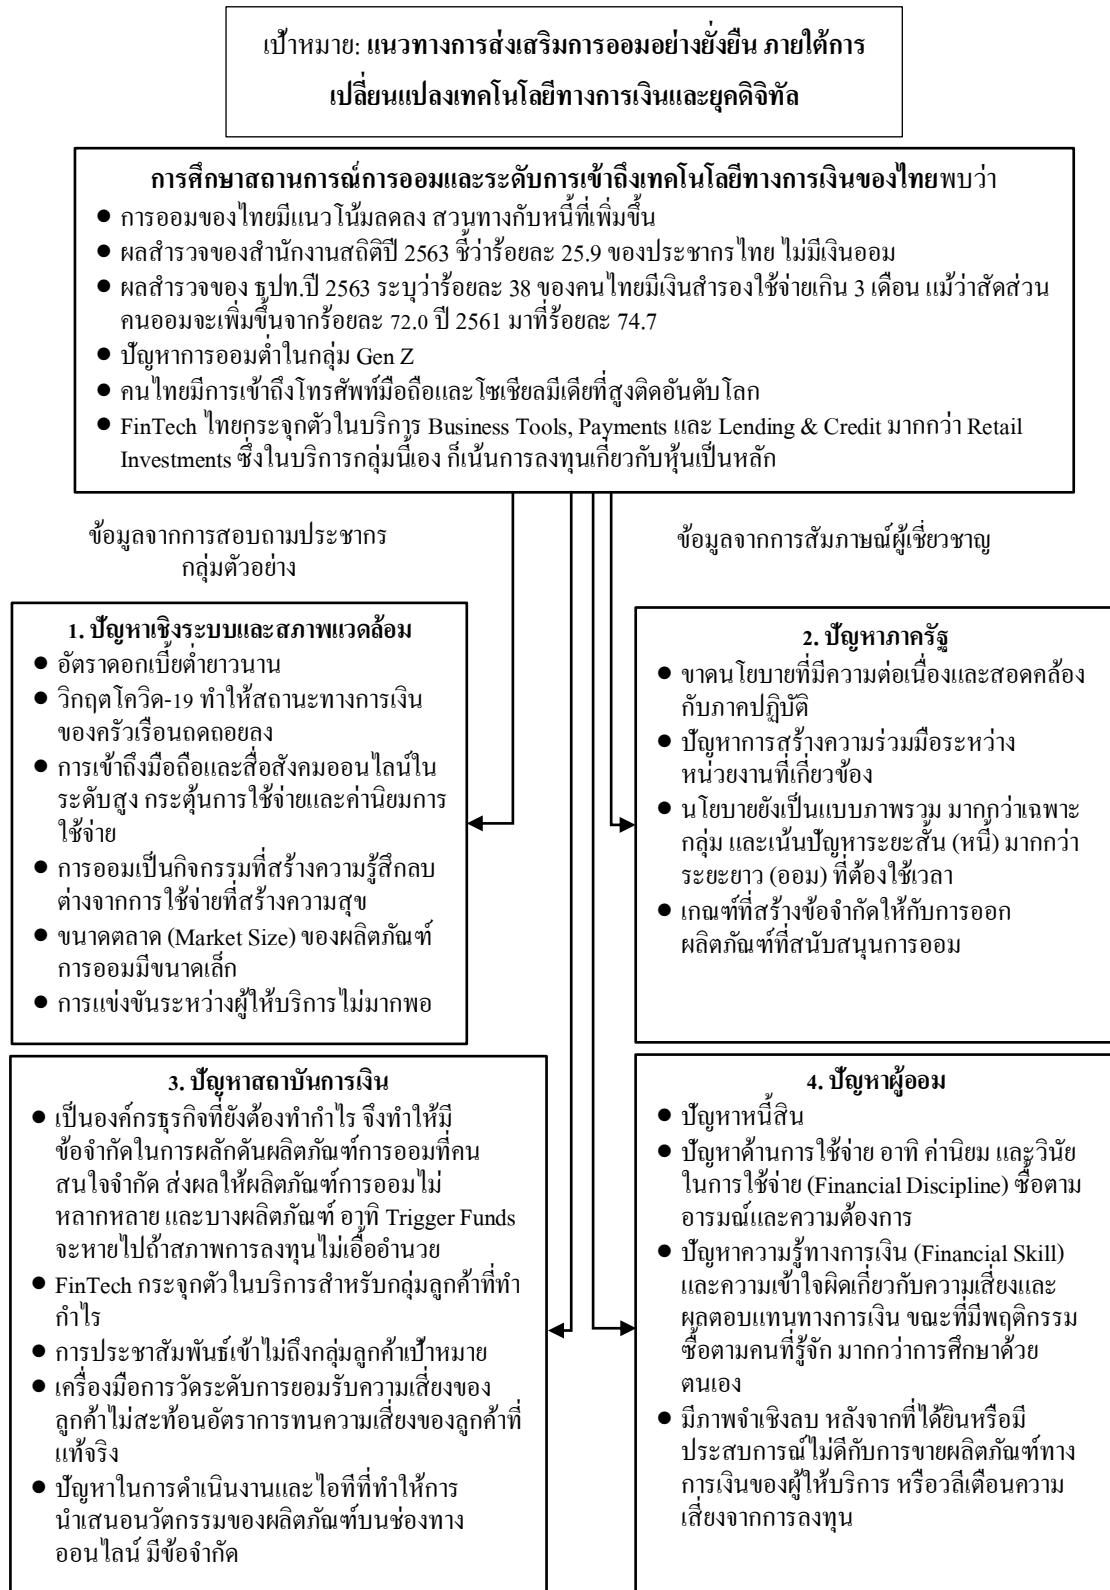 เป้าหมาย: แนวทางการส่งเสริมการออมอย่างยั่งยืน ภายใต้การ
เปลี่ยนแปลงเทคโนโลยีทางการเงินและยุคดิจิทัล
การศึกษาสถานการณ์การออมและระดับการเข้าถึงเทคโนโลยีทางการเงินของไทยพบว่า
● การออมของไทยมีแนวโน้มลดลง สวนทางกับหนี้ที่เพิ่มขึ้น
● ผลสำรวจของสำนักงานสถิติปี 2563 ชี้ว่าร้อยละ 25.9 ของประชากรไทย ไม่มีเงินออม
● ผลสำรวจของ ธปท.ปี 2563 ระบุว่าร้อยละ 38 ของคนไทยมีเงินสำรองใช้จ่ายเกิน 3 เดือน แม้ว่าสัดส่วน
คนออมจะเพิ่มขึ้นจากร้อยละ 72.0 ปี 2561 มาที่ร้อยละ 74.7
● ปัญหาการออมต่ำในกลุ่ม Gen Z
● คนไทยมีการเข้าถึงโทรศัพท์มือถือและโซเชียลมีเดียที่สูงติดอันดับโลก
● FinTech ไทยกระจุกตัวในบริการ Business Tools, Payments และ Lending & Credit มากกว่า Retail
Investments ซึ่งในบริการกลุ่มนี้เอง ก็เน้นการลงทุนเกี่ยวกับหุ้นเป็นหลัก
ข้อมูลจากการสอบถามประชากร
กลุ่มตัวอย่าง
ข้อมูลจากการสัมภาษณ์ผู้เชี่ยวชาญ
1. ปัญหาเชิงระบบและสภาพแวดล้อม
● อัตราดอกเบี้ยต่ำยาวนาน
● วิกฤตโควิด-19 ทำให้สถานะทางการเงิน
ของครัวเรือนถดถอยลง
● การเข้าถึงมือถือและสื่อสังคมออนไลน์ใน
ระดับสูง กระตุ้นการใช้จ่ายและค่านิยมการ
ใช้จ่าย
● การออมเป็นกิจกรรมที่สร้างความรู้สึกลบ
ต่างจากการใช้จ่ายที่สร้างความสุข
● ขนาดตลาด (Market Size) ของผลิตภัณฑ์
การออมมีขนาดเล็ก
● การแข่งขันระหว่างผู้ให้บริการไม่มากพอ
2. ปัญหาภาครัฐ
● ขาดนโยบายที่มีความต่อเนื่องและสอดคล้อง
กับภาคปฏิบัติ
● ปัญหาการสร้างความร่วมมือระหว่าง
หน่วยงานที่เกี่ยวข้อง
● นโยบายยังเป็นแบบภาพรวม มากกว่าเฉพาะ
กลุ่ม และเน้นปัญหาระยะสั้น (หนี้) มากกว่า
ระยะยาว (ออม) ที่ต้องใช้เวลา
● เกณฑ์ที่สร้างข้อจำกัดให้กับการออก
ผลิตภัณฑ์ที่สนับสนุนการออม
3. ปัญหาสถาบันการเงิน
● เป็นองค์กรธุรกิจที่ยังต้องทำกำไร จึงทำให้มี
ข้อจำกัดในการผลักดันผลิตภัณฑ์การออมที่คน
สนใจจำกัด ส่งผลให้ผลิตภัณฑ์การออมไม่
หลากหลาย และบางผลิตภัณฑ์ อาทิ Trigger Funds
จะหายไปถ้าสภาพการลงทุนไม่เอื้ออำนวย
● FinTech กระจุกตัวในบริการสำหรับกลุ่มลูกค้าที่ทำ
กำไร
● การประชาสัมพันธ์เข้าไม่ถึงกลุ่มลูกค้าเป้าหมาย
● เครื่องมือการวัดระดับการยอมรับความเสี่ยงของ
ลูกค้าไม่สะท้อนอัตราการทนความเสี่ยงของลูกค้าที่
แท้จริง
● ปัญหาในการดำเนินงานและไอทีที่ทำให้การ
นำเสนอนวัตกรรมของผลิตภัณฑ์บนช่องทาง
ออนไลน์ มีข้อจำกัด
4. ปัญหาผู้ออม
● ปัญหาหนี้สิน
● ปัญหาด้านการใช้จ่าย อาทิ ค่านิยม และวินัย
ในการใช้จ่าย (Financial Discipline) ซื้อตาม
อารมณ์และความต้องการ
● ปัญหาความรู้ทางการเงิน (Financial Skill)
และความเข้าใจผิดเกี่ยวกับความเสี่ยงและ
ผลตอบแทนทางการเงิน ขณะที่มีพฤติกรรม
ซื้อตามคนที่รู้จัก มากกว่าการศึกษาด้วย
ตนเอง
● มีภาพจำเชิงลบ หลังจากที่ได้ยินหรือมี
ประสบการณ์ไม่ดีกับการขายผลิตภัณฑ์ทาง
การเงินของผู้ให้บริการ หรือวลีเตือนความ
เสี่ยงจากการลงทุน